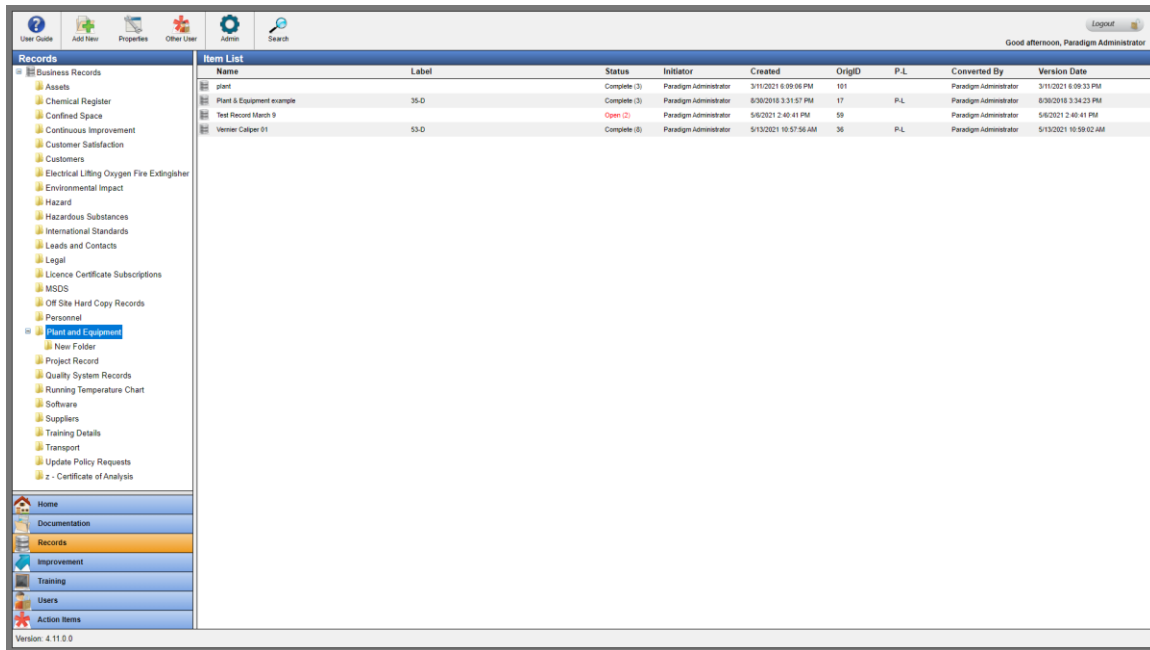 User Guide Add New Properties Other User Admin Search Logout
Good afternoon, Paradigm Administrator
Records
Business Records
Assets
Chemical Register
Confined Space
Continuous Improvement
Customer Satisfaction
Customers
Electrical Lifting Oxygen Fire Extingisher
Environmental Impact
Hazard
Hazardous Substances
International Standards
Leads and Contacts
Legal
Licence Certificate Subscriptions
MSDS
Off Site Hard Copy Records
Personnel
Plant and Equipment
New Folder
Project Record
Quality System Records
Running Temperature Chart
Software
Suppliers
Training Details
Transport
Update Policy Requests
z - Certificate of Analysis
Home
Documentation
Records
Improvement
Training
Users
Action Items
Item List
Name Label Status Initiator Created OrigID P-L Converted By Version Date
plant Complete (3) Paradigm Administrator 3/11/2021 6:09:06 PM 101 Paradigm Administrator 3/11/2021 6:09:33 PM
Plant & Equipment example 35-D Complete (3) Paradigm Administrator 8/30/2018 3:31:57 PM 17 P-L Paradigm Administrator 8/30/2018 3:34:23 PM
Test Record March 9 Open (2) Paradigm Administrator 5/6/2021 2:40:41 PM 59 Paradigm Administrator 5/6/2021 2:40:41 PM
Vernier Caliper 01 53-D Complete (8) Paradigm Administrator 5/13/2021 10:57:56 AM 36 P-L Paradigm Administrator 5/13/2021 10:59:02 AM
Version: 4.11.0.0